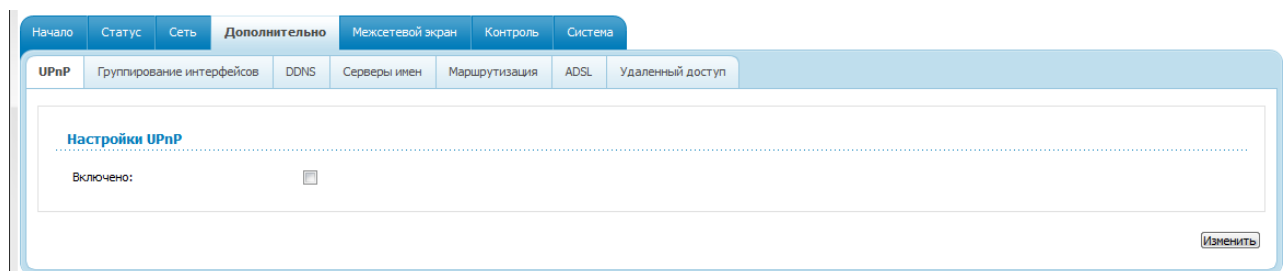 Начало Статус Сеть Дополнительно Межсетевой экран Контроль Система
UPnP Группирование интерфейсов DDNS Серверы имен Маршрутизация ADSL Удаленный доступ
Настройки UPnP
Включено:
Изменить